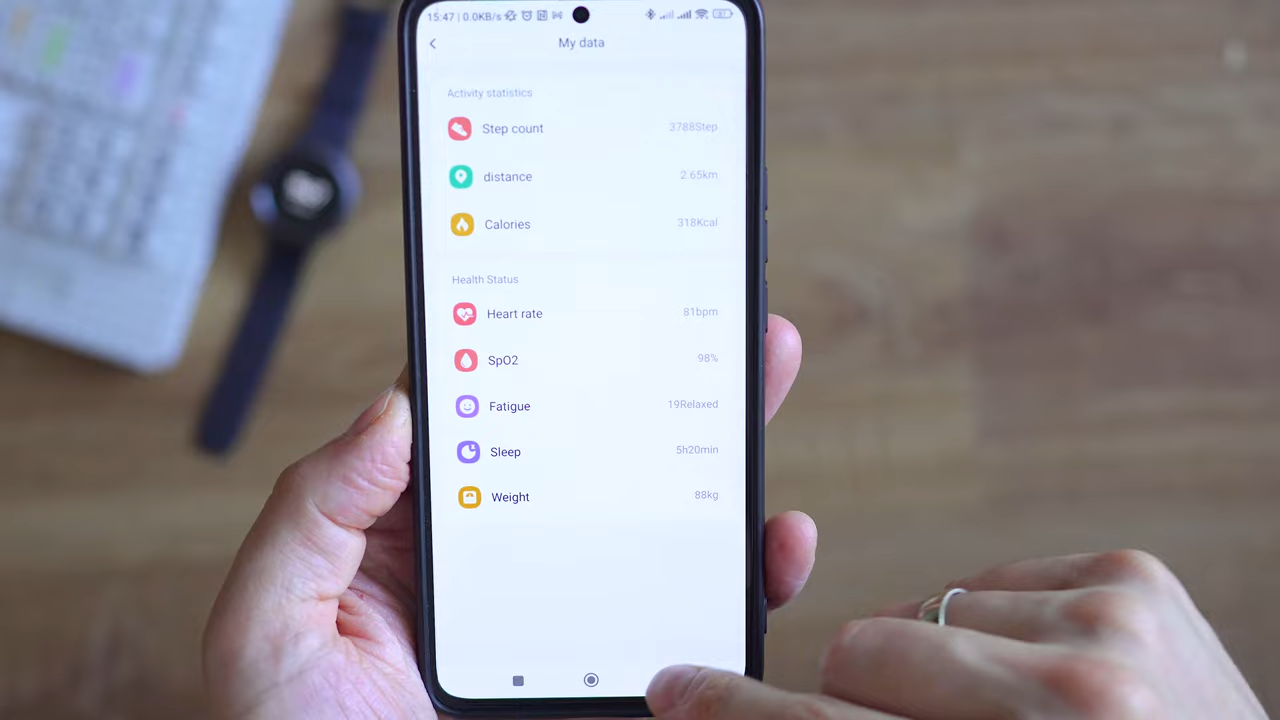 15:47 | 0.0KB/s
My data
Activity statistics
Step count 3788Step
distance 2.65km
Calories 318Kcal
Health Status
Heart rate 81bpm
SpO2 98%
Fatigue 19Relaxed
Sleep 5h20min
Weight 88kg